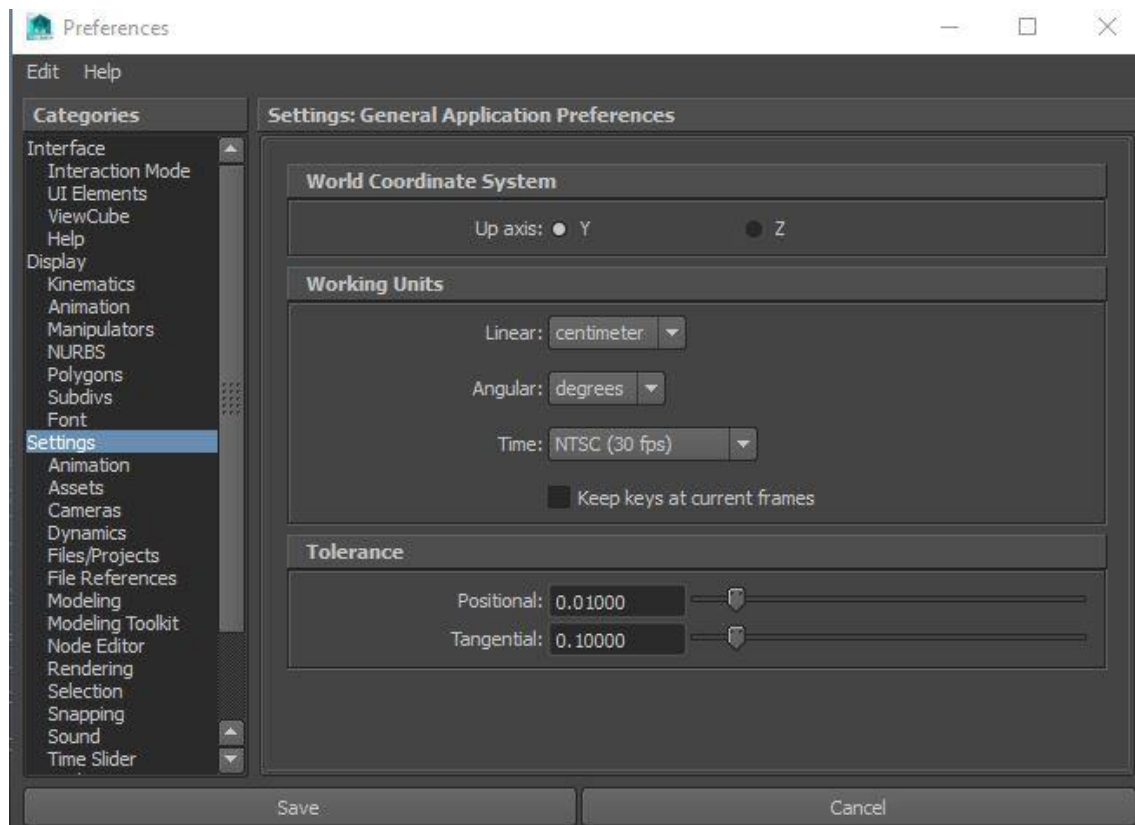 Preferences
Edit Help
Categories
Interface
Interaction Mode
UI Elements
ViewCube
Help
Display
Kinematics
Animation
Manipulators
NURBS
Polygons
Subdivs
Font
Settings
Animation
Assets
Cameras
Dynamics
Files/Projects
File References
Modeling
Modeling Toolkit
Node Editor
Rendering
Selection
Snapping
Sound
Time Slider
Settings: General Application Preferences
World Coordinate System
Up axis: Y Z
Working Units
Linear: centimeter
Angular: degrees
Time: NTSC (30 fps)
Keep keys at current frames
Tolerance
Positional: 0.01000
Tangential: 0.10000
Save Cancel